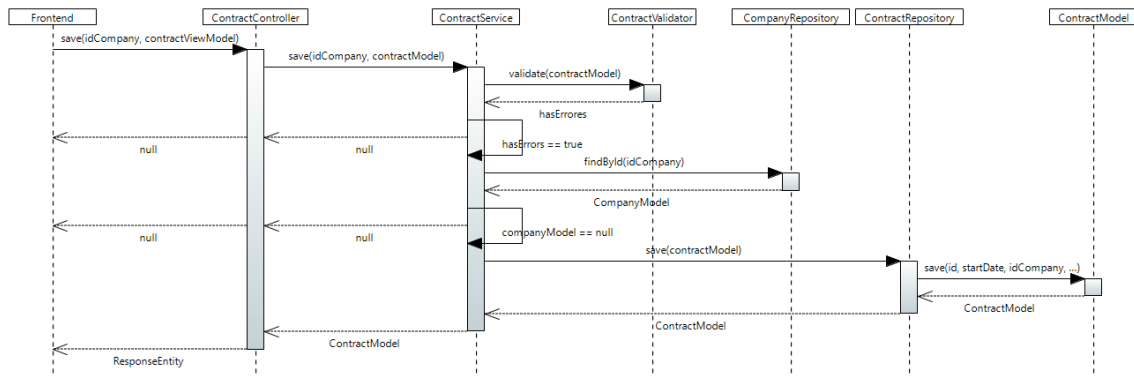 Frontend
ContractController
ContractService
ContractValidator
CompanyRepository
ContractRepository
ContractModel
save(idCompany, contractViewModel)
save(idCompany, contractModel)
validate(contractModel)
hasErrores
null
null
hasErrors == true
findById(idCompany)
CompanyModel
null
null
companyModel == null
save(contractModel)
save(id, startDate, idCompany, ...)
ContractModel
ContractModel
ContractModel
ResponseEntity